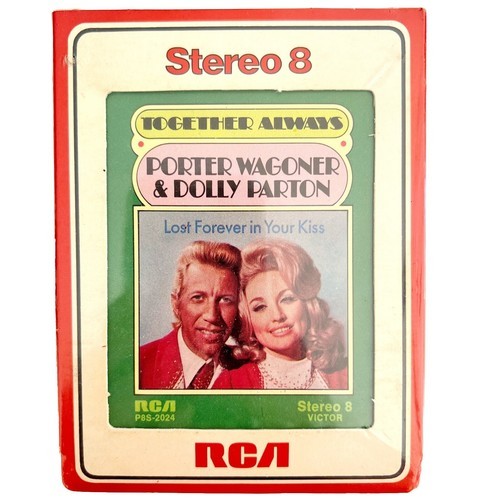 Stereo 8
TOGETHER ALWAYS
PORTER WAGONER
& DOLLY PARTON
Lost Forever in Your Kiss
RCA Stereo 8
P8S-2024 VICTOR
RCA